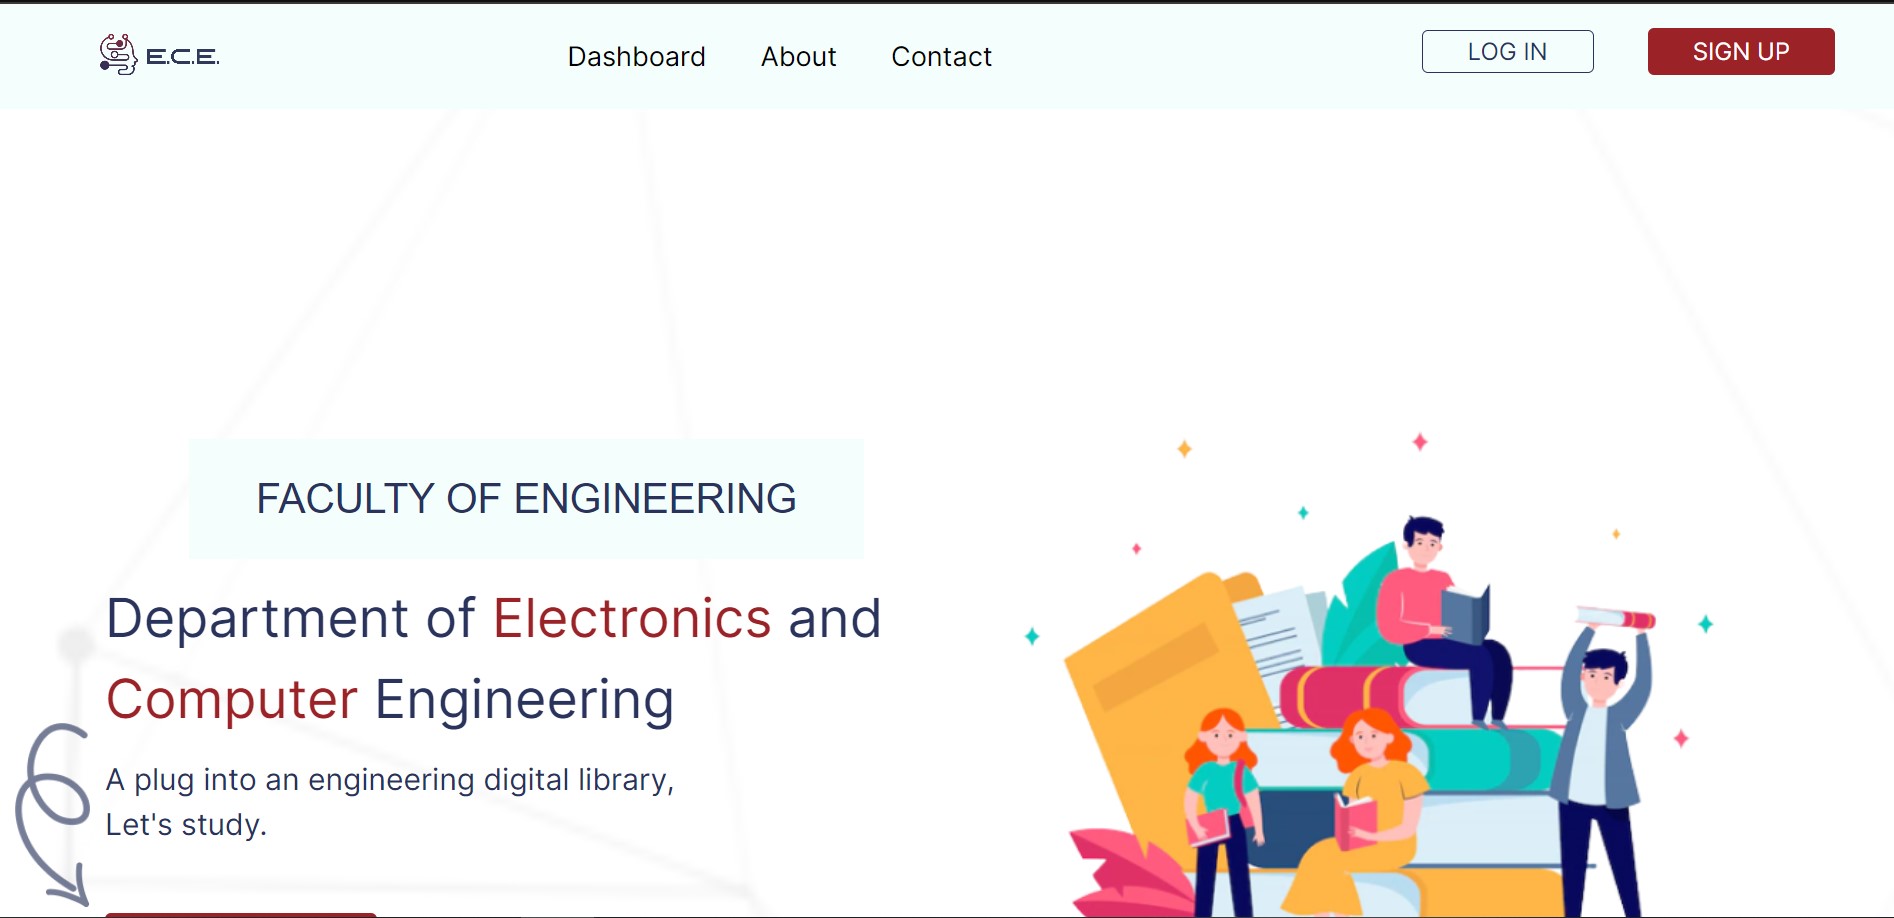 E.C.E.
Dashboard
About
Contact
LOG IN
SIGN UP
FACULTY OF ENGINEERING
Department of Electronics and
Computer Engineering
A plug into an engineering digital library,
Let's study.